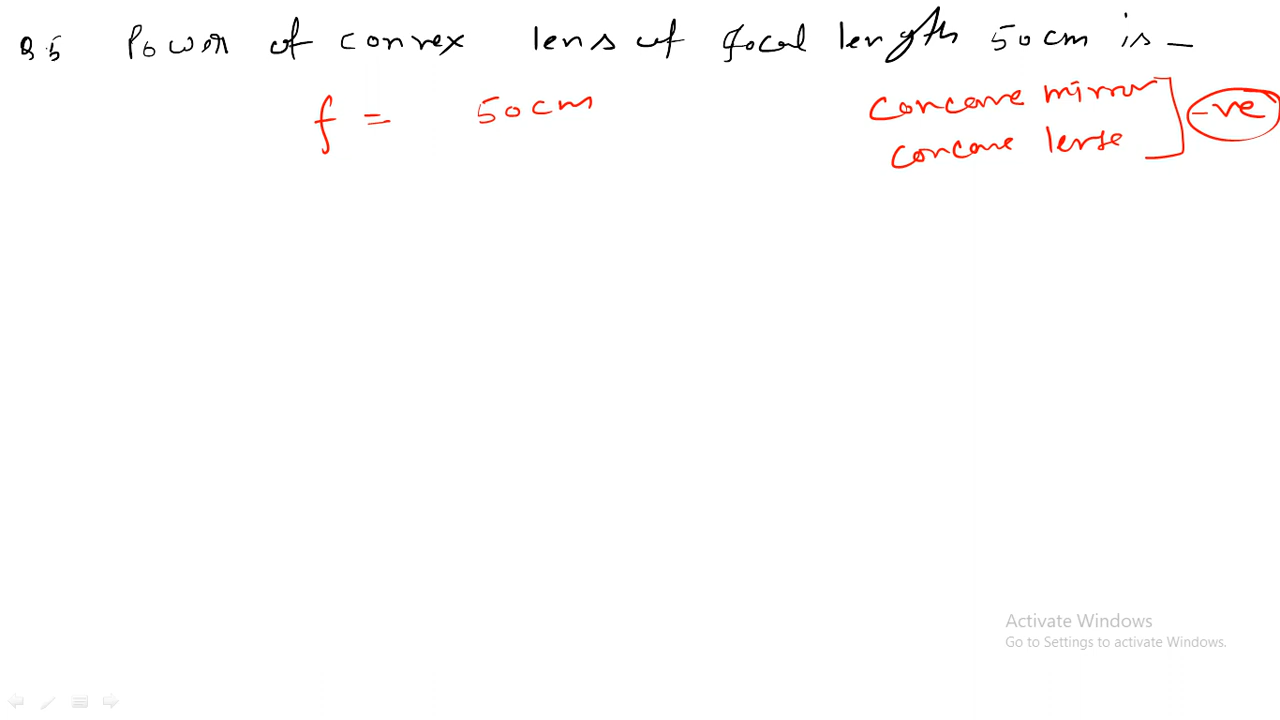 Q.5 Power of convex lens of focal length 50cm is -
f = 50cm
concave mirror
concave lense
-ve
Activate Windows
Go to Settings to activate Windows.